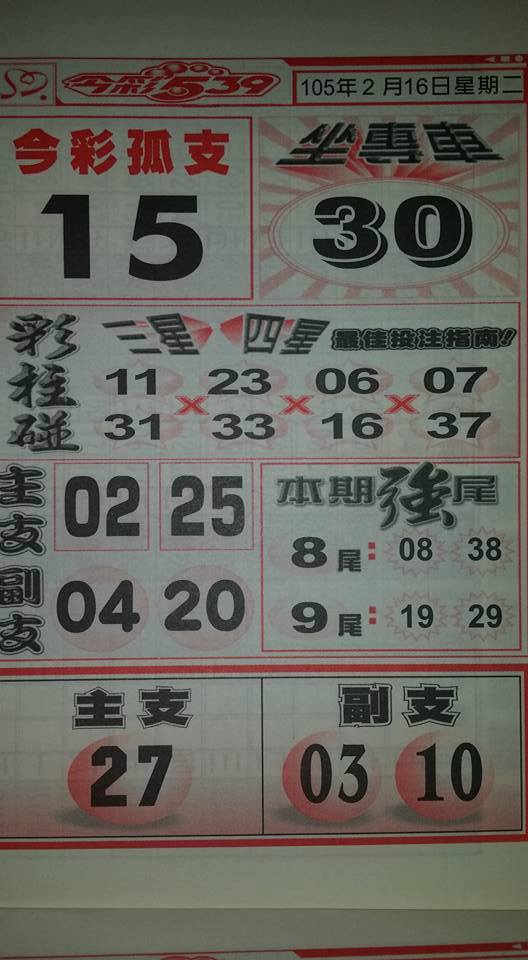 今彩539
105年2月16日星期二
今彩孤支
15
坐專車
30
彩柱碰
三星 四星 最佳投注指南!
11 23 06 07
× × ×
31 33 16 37
主支
02 25
副支
04 20
本期強尾
8尾: 08 38
9尾: 19 29
主支
27
副支
03 10